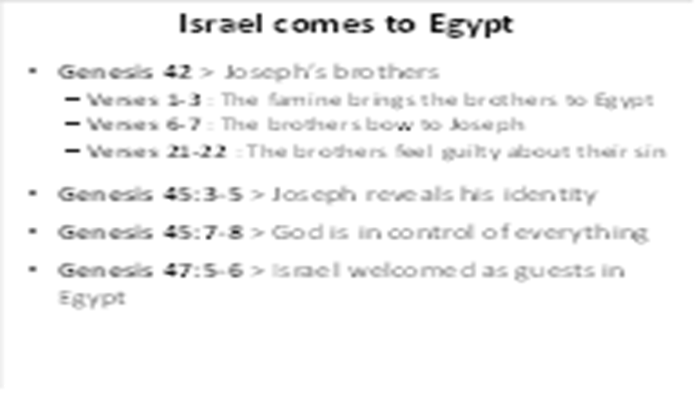 Israel comes to Egypt
• Genesis 42 > Joseph's brothers
– Verses 1-3 : The famine brings the brothers to Egypt
– Verses 6-7 : The brothers bow to Joseph
– Verses 21-22 : The brothers feel guilty about their sin
• Genesis 45:3-5 > Joseph reveals his identity
• Genesis 45:7-8 > God is in control of everything
• Genesis 47:5-6 > Israel welcomed as guests in
Egypt